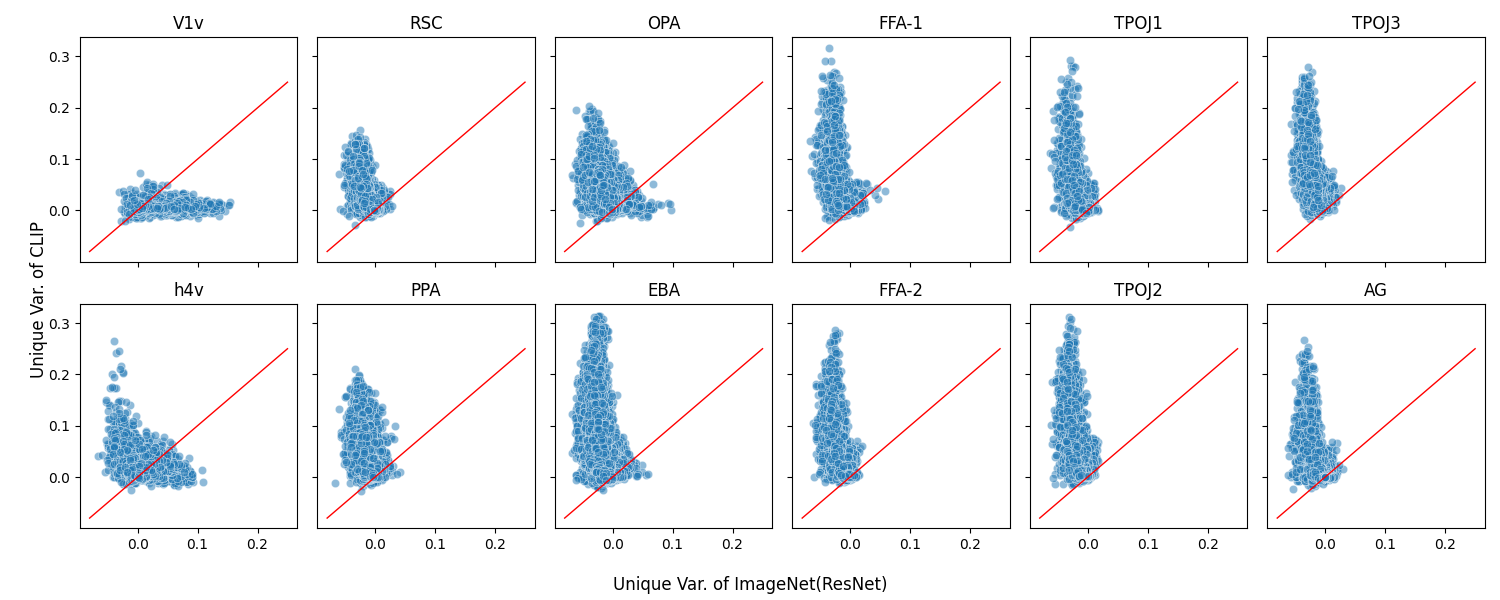 V1v RSC OPA FFA-1 TPOJ1 TPOJ3
0.3
0.2
0.1
0.0
0.0 0.1 0.2 0.0 0.1 0.2 0.0 0.1 0.2 0.0 0.1 0.2 0.0 0.1 0.2 0.0 0.1 0.2
h4v PPA EBA FFA-2 TPOJ2 AG
0.3
0.2
0.1
0.0
Unique Var. of CLIP
Unique Var. of ImageNet(ResNet)